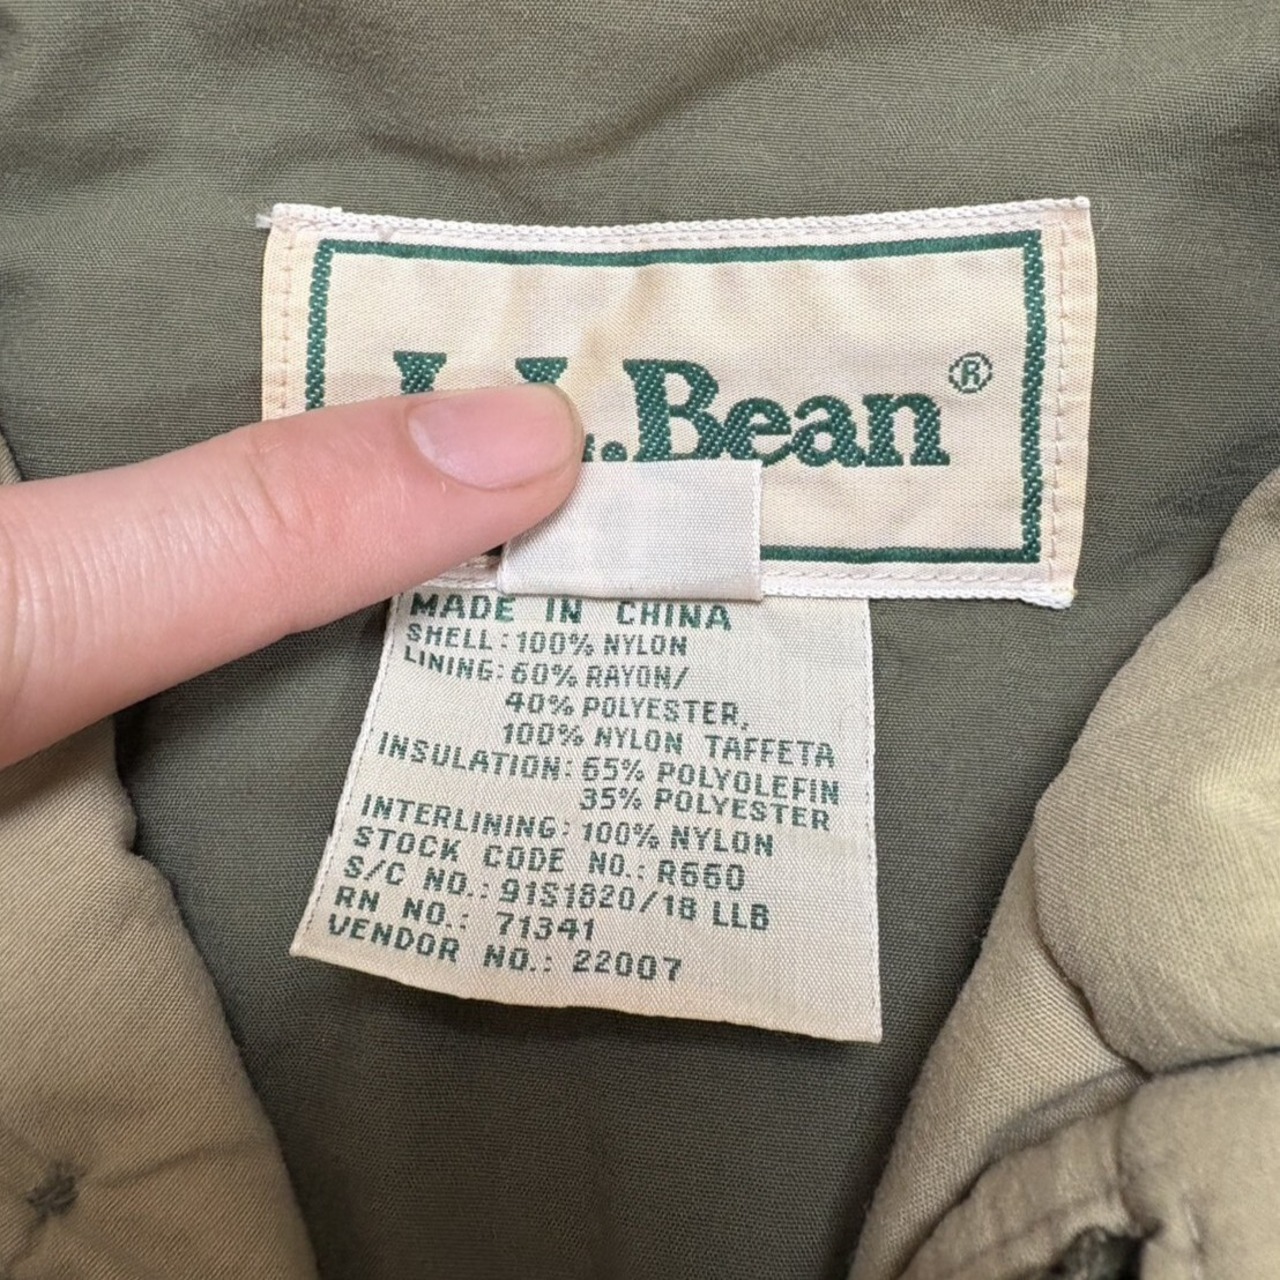 L.L.Bean®
MADE IN CHINA
SHELL: 100% NYLON
LINING: 60% RAYON/
40% POLYESTER,
100% NYLON TAFFETA
INSULATION: 65% POLYOLEFIN
35% POLYESTER
INTERLINING: 100% NYLON
STOCK CODE NO.: R660
S/C NO.: 91S1820/18 LLB
RN NO.: 71341
VENDOR NO.: 22007